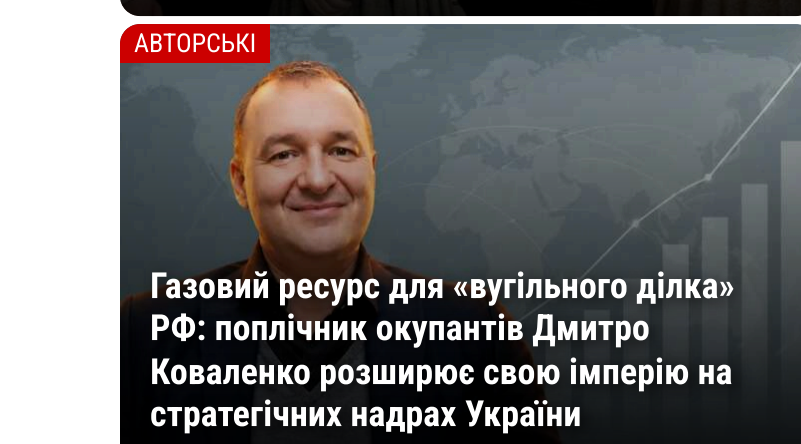 АВТОРСЬКІ
Газовий ресурс для «вугільного ділка»
РФ: поплічник окупантів Дмитро
Коваленко розширює свою імперію на
стратегічних надрах України